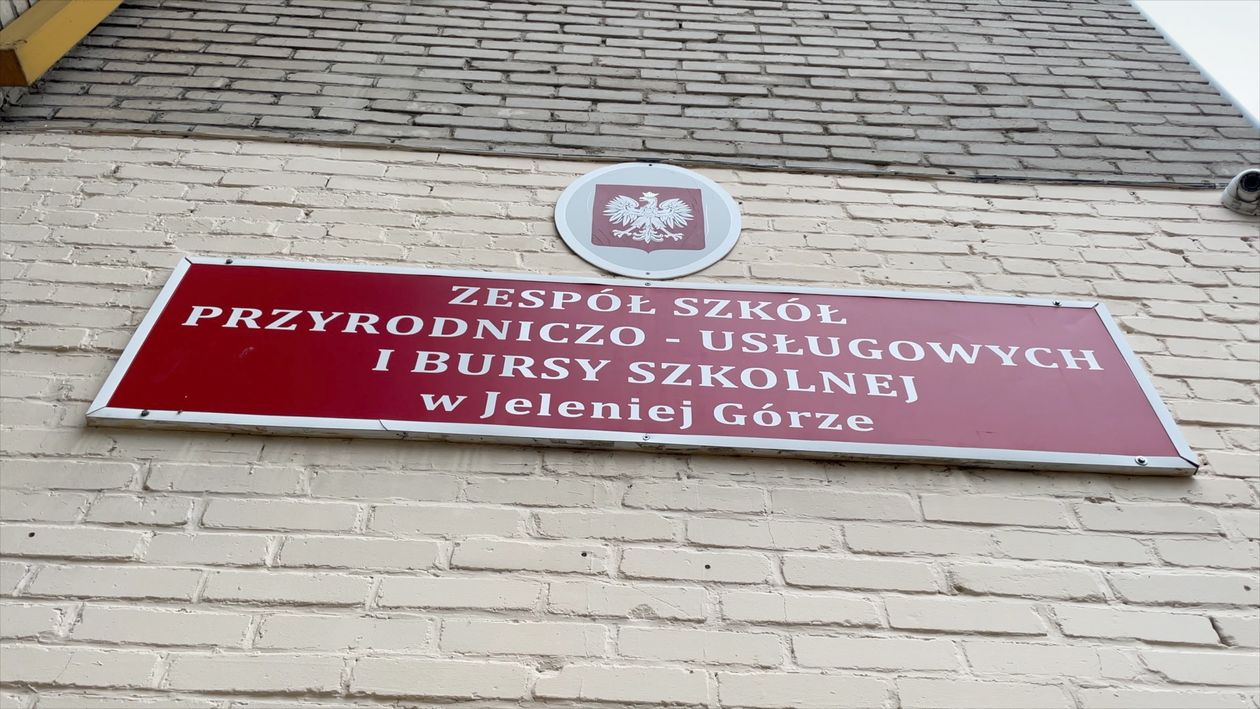 ZESPÓŁ SZKÓŁ
PRZYRODNICZO - USŁUGOWYCH
I BURSY SZKOLNEJ
w Jeleniej Górze